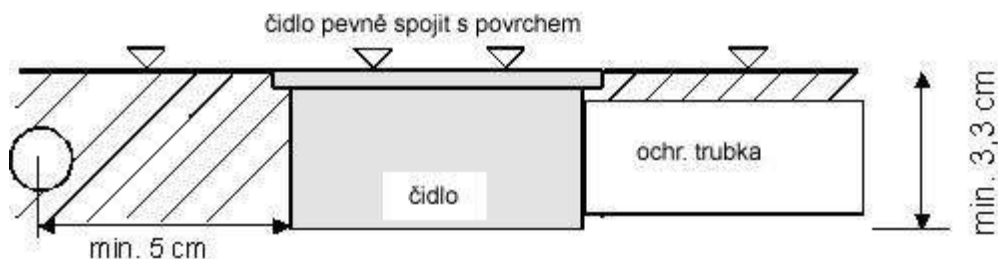 čidlo pevně spojit s povrchem
ochr. trubka
čidlo
min. 5 cm
min. 3,3 cm